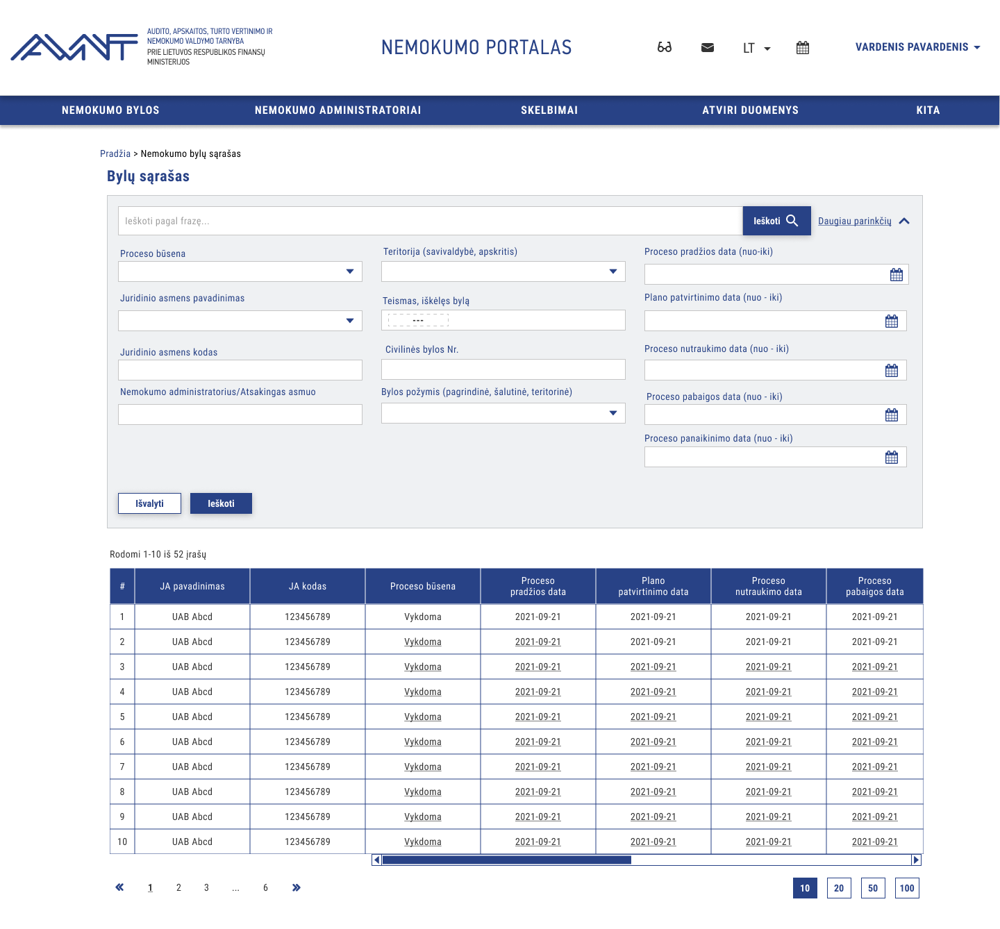 AVNT
AUDITO, APSKAITOS, TURTO VERTINIMO IR
NEMOKUMO VALDYMO TARNYBA
PRIE LIETUVOS RESPUBLIKOS FINANSŲ
MINISTERIJOS
NEMOKUMO PORTALAS
LT
VARDENIS PAVARDENIS
NEMOKUMO BYLOS NEMOKUMO ADMINISTRATORIAI SKELBIMAI ATVIRI DUOMENYS KITA
Pradžia > Nemokumo bylų sąrašas
Bylų sąrašas
Ieškoti pagal frazę... Ieškoti Daugiau parinkčių
Proceso būsena Teritorija (savivaldybė, apskritis) Proceso pradžios data (nuo-iki)
Juridinio asmens pavadinimas Teismas, iškėlęs bylą Plano patvirtinimo data (nuo - iki)
---
Juridinio asmens kodas Civilinės bylos Nr. Proceso nutraukimo data (nuo - iki)
Nemokumo administratorius/Atsakingas asmuo Bylos požymis (pagrindinė, šalutinė, teritorinė) Proceso pabaigos data (nuo - iki)
Proceso panaikinimo data (nuo - iki)
Išvalyti Ieškoti
Rodomi 1-10 iš 52 įrašų
# JA pavadinimas JA kodas Proceso būsena Proceso pradžios data Plano patvirtinimo data Proceso nutraukimo data Proceso pabaigos data
1 UAB Abcd 123456789 Vykdoma 2021-09-21 2021-09-21 2021-09-21 2021-09-21
2 UAB Abcd 123456789 Vykdoma 2021-09-21 2021-09-21 2021-09-21 2021-09-21
3 UAB Abcd 123456789 Vykdoma 2021-09-21 2021-09-21 2021-09-21 2021-09-21
4 UAB Abcd 123456789 Vykdoma 2021-09-21 2021-09-21 2021-09-21 2021-09-21
5 UAB Abcd 123456789 Vykdoma 2021-09-21 2021-09-21 2021-09-21 2021-09-21
6 UAB Abcd 123456789 Vykdoma 2021-09-21 2021-09-21 2021-09-21 2021-09-21
7 UAB Abcd 123456789 Vykdoma 2021-09-21 2021-09-21 2021-09-21 2021-09-21
8 UAB Abcd 123456789 Vykdoma 2021-09-21 2021-09-21 2021-09-21 2021-09-21
9 UAB Abcd 123456789 Vykdoma 2021-09-21 2021-09-21 2021-09-21 2021-09-21
10 UAB Abcd 123456789 Vykdoma 2021-09-21 2021-09-21 2021-09-21 2021-09-21
« 1 2 3 ... 6 » 10 20 50 100